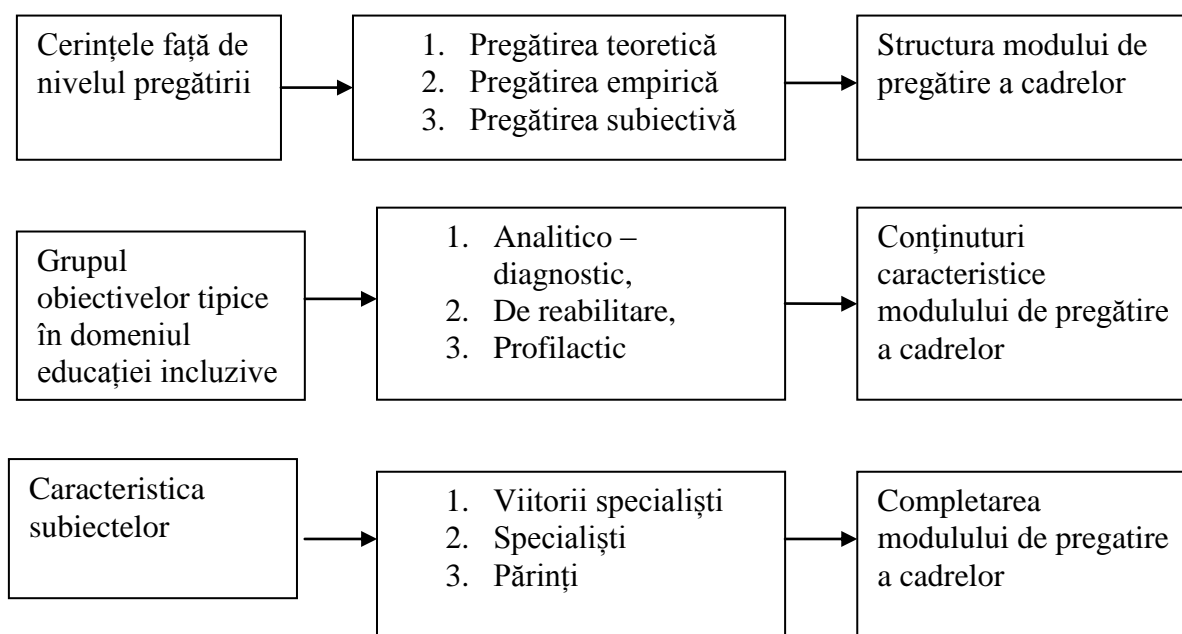 Cerințele față de
nivelul pregătirii
1. Pregătirea teoretică
2. Pregătirea empirică
3. Pregătirea subiectivă
Structura modului de
pregătire a cadrelor
Grupul
obiectivelor tipice
în domeniul
educației incluzive
1. Analitico –
diagnostic,
2. De reabilitare,
3. Profilactic
Conținuturi
caracteristice
modulului de pregătire
a cadrelor
Caracteristica
subiectelor
1. Viitorii specialiști
2. Specialiști
3. Părinți
Completarea
modulului de pregatire
a cadrelor